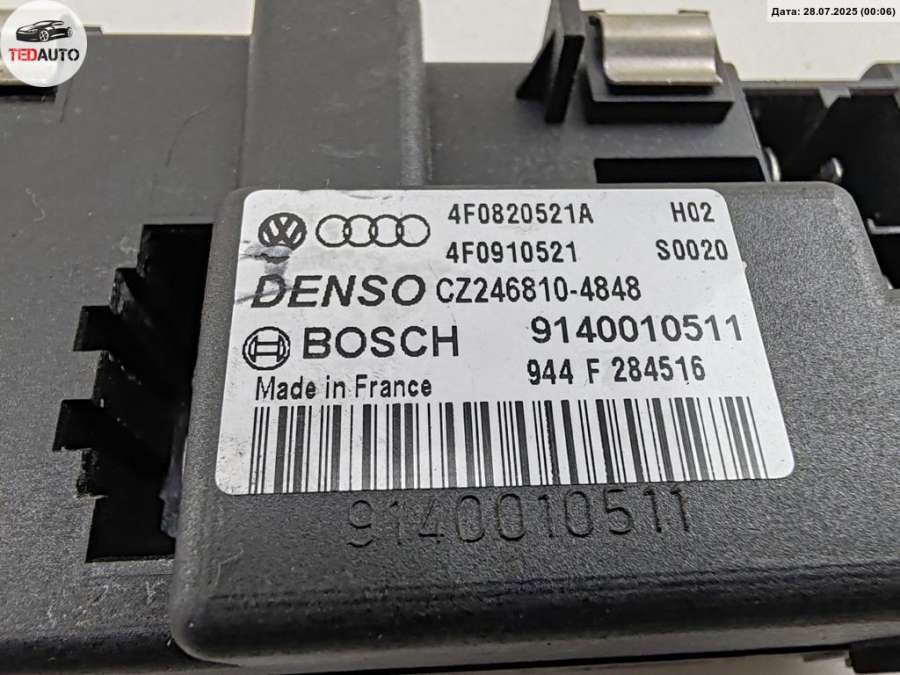 TEDAUTO
Дата: 28.07.2025 (00:06)
4F0820521A H02
4F0910521 S0020
DENSO CZ246810-4848
BOSCH 9140010511
944 F 284516
Made in France
9140010511